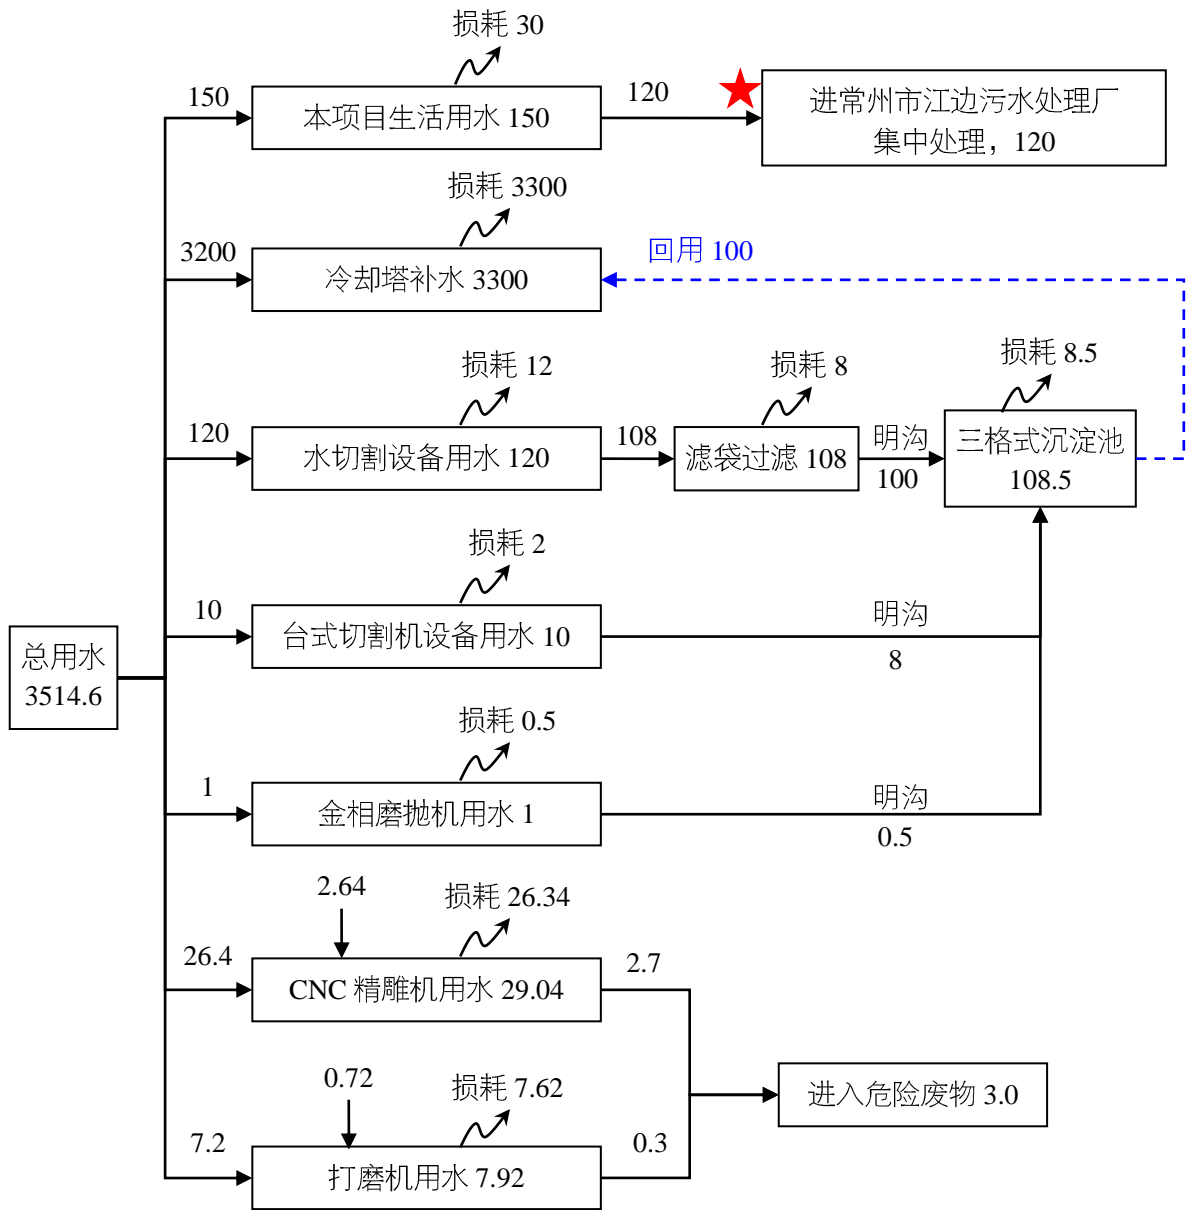 损耗 30
150
本项目生活用水 150
120
进常州市江边污水处理厂
集中处理，120
损耗 3300
3200
冷却塔补水 3300
回用 100
损耗 12
120
水切割设备用水 120
108
损耗 8
滤袋过滤 108
明沟
100
损耗 8.5
三格式沉淀池
108.5
损耗 2
10
台式切割机设备用水 10
明沟
8
总用水
3514.6
损耗 0.5
1
金相磨抛机用水 1
明沟
0.5
2.64
损耗 26.34
26.4
CNC 精雕机用水 29.04
2.7
0.72
损耗 7.62
7.2
打磨机用水 7.92
0.3
进入危险废物 3.0